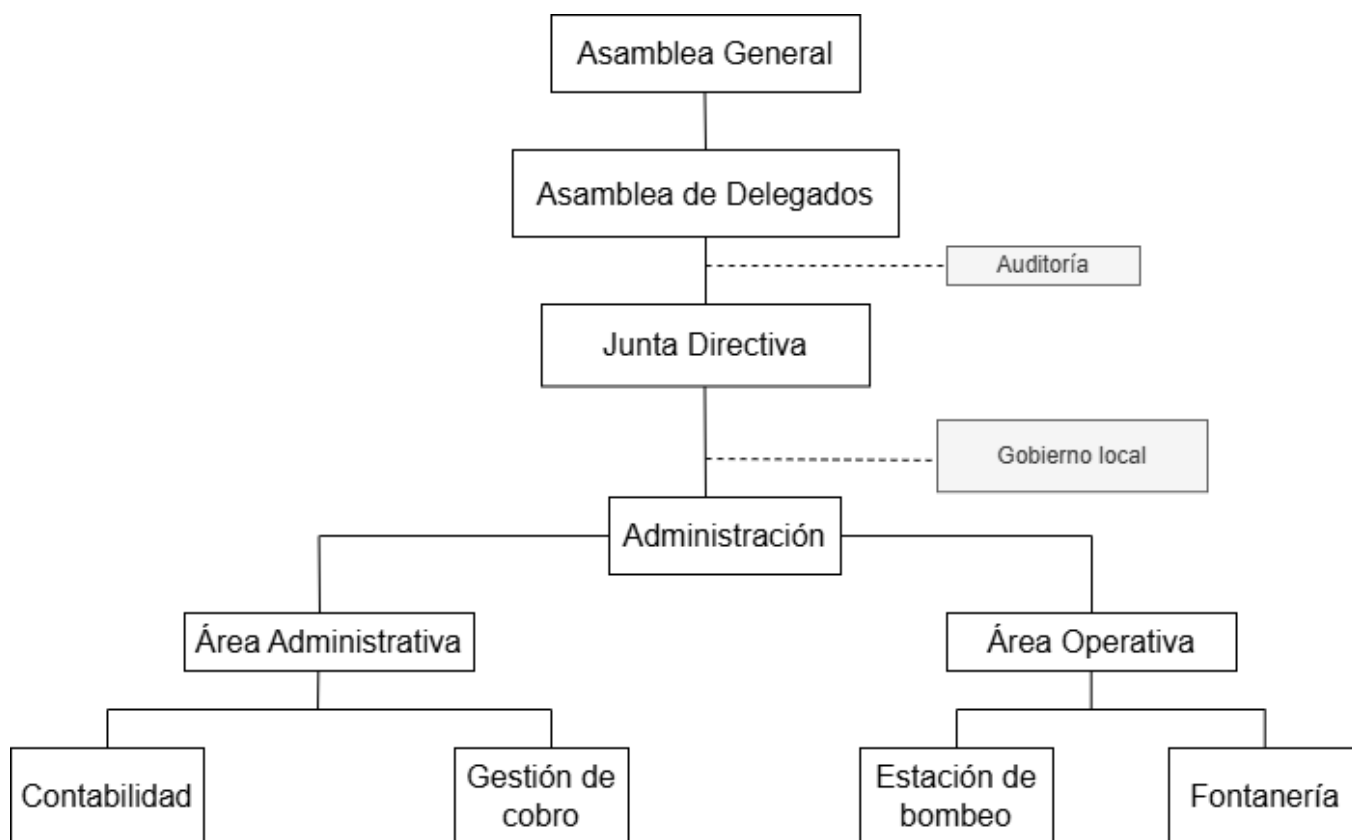 Asamblea General
Asamblea de Delegados
Auditoría
Junta Directiva
Gobierno local
Administración
Área Administrativa
Área Operativa
Contabilidad
Gestión de
cobro
Estación de
bombeo
Fontanería